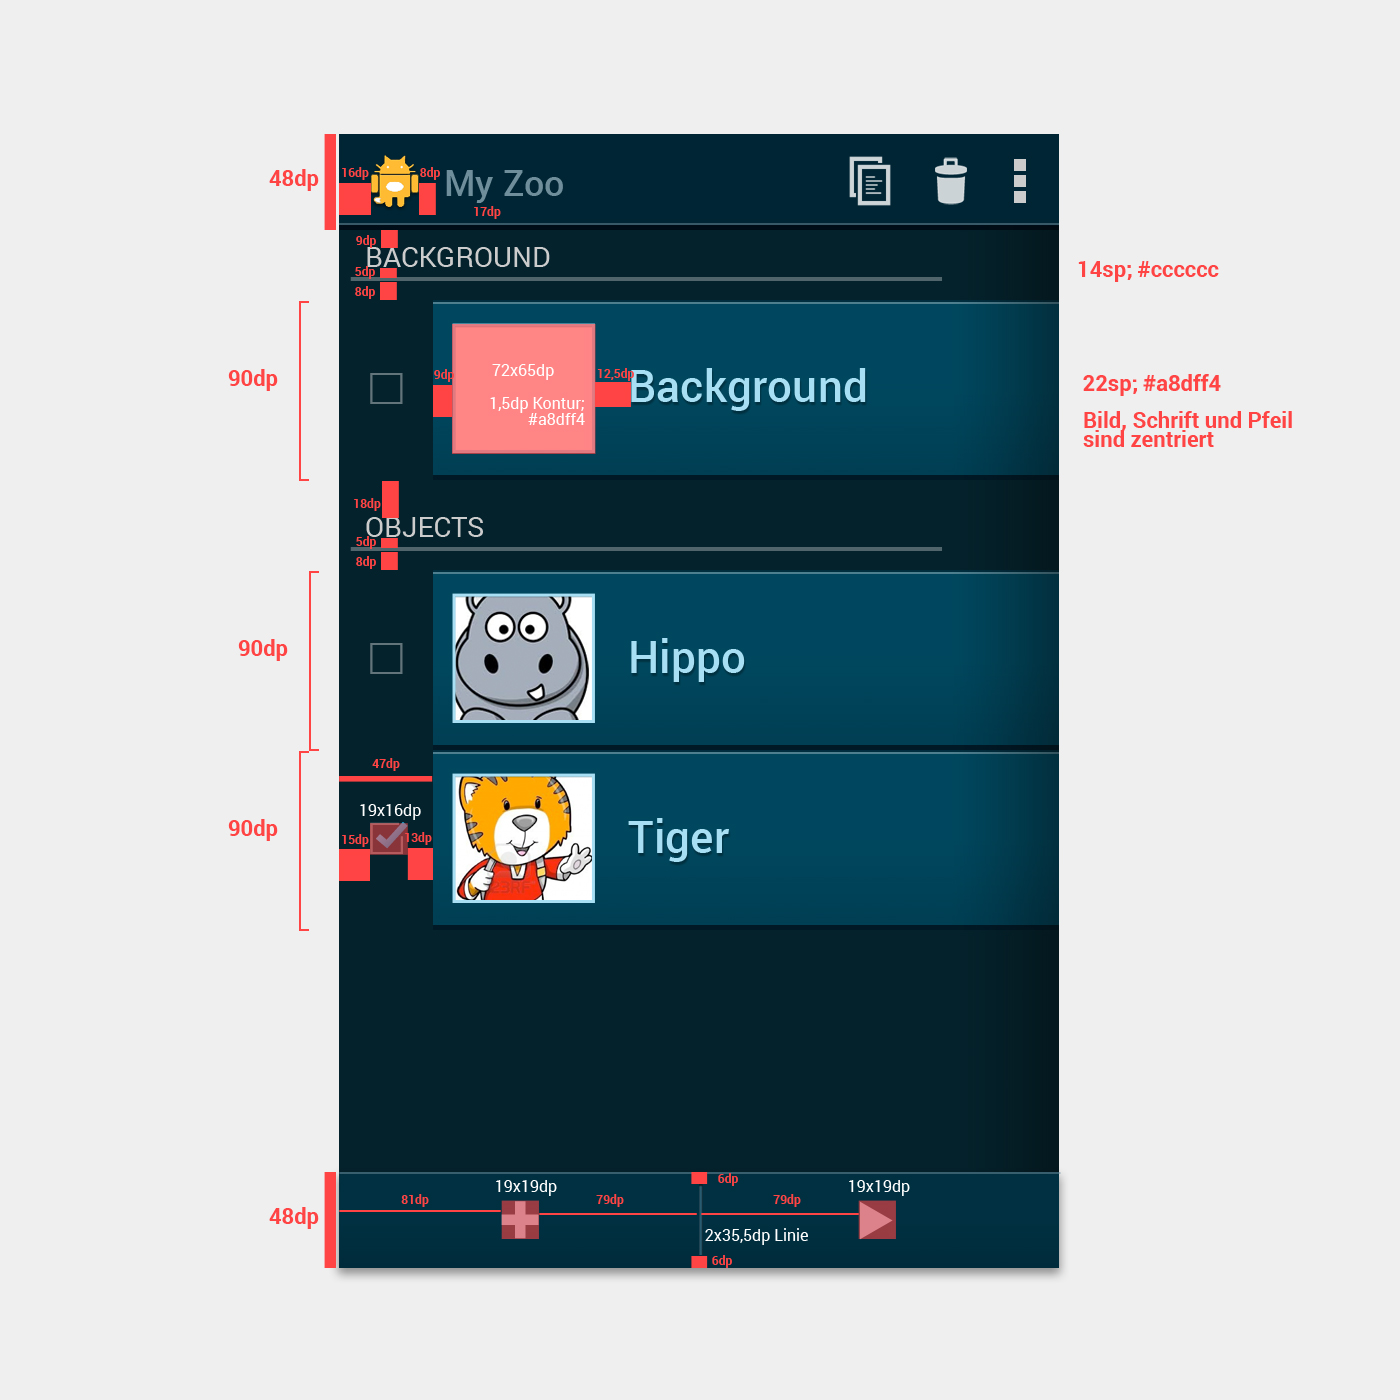 48dp
16dp
8dp
My Zoo
17dp
9dp
BACKGROUND
5dp
8dp
14sp; #cccccc
90dp
9dp
72x65dp
1,5dp Kontur;
#a8dff4
12,5dp
Background
22sp; #a8dff4
Bild, Schrift und Pfeil
sind zentriert
18dp
OBJECTS
5dp
8dp
90dp
Hippo
47dp
19x16dp
90dp
15dp
13dp
Tiger
48dp
19x19dp
6dp
19x19dp
81dp
79dp
79dp
2x35,5dp Linie
6dp